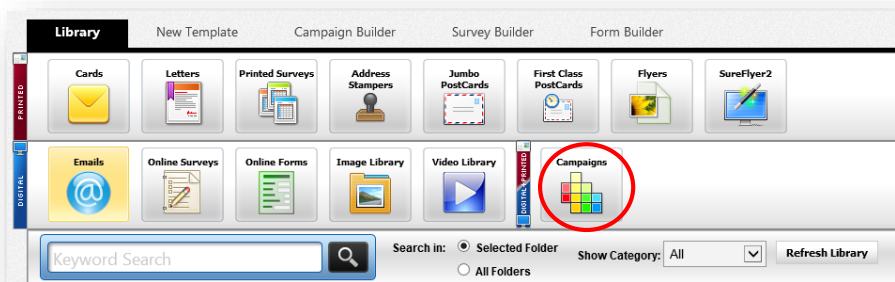 Library New Template Campaign Builder Survey Builder Form Builder
PRINTED
Cards Letters Printed Surveys Address Stampers Jumbo PostCards First Class PostCards Flyers SureFlyer2
DIGITAL
Emails Online Surveys Online Forms Image Library Video Library
DIGITAL+PRINTED
Campaigns
Keyword Search
Search in: Selected Folder
All Folders
Show Category: All
Refresh Library